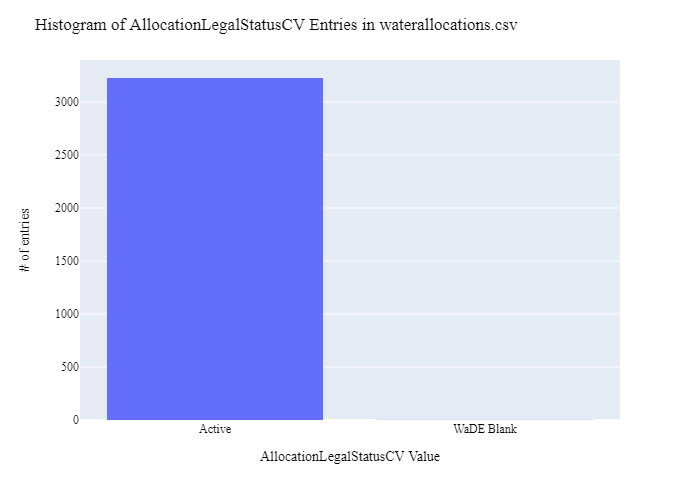 Histogram of AllocationLegalStatusCV Entries in waterallocations.csv
# of entries
3000
2500
2000
1500
1000
500
0
Active
WaDE Blank
AllocationLegalStatusCV Value